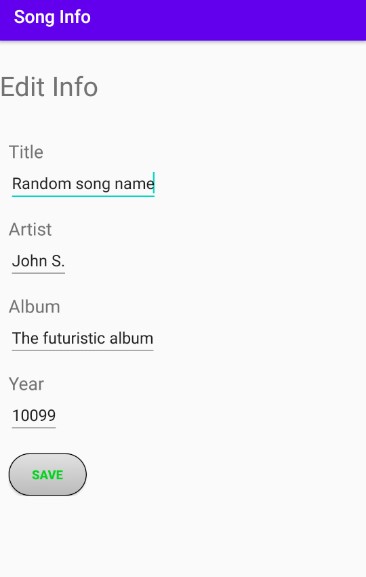 Song Info
Edit Info
Title
Random song name
Artist
John S.
Album
The futuristic album
Year
10099
SAVE